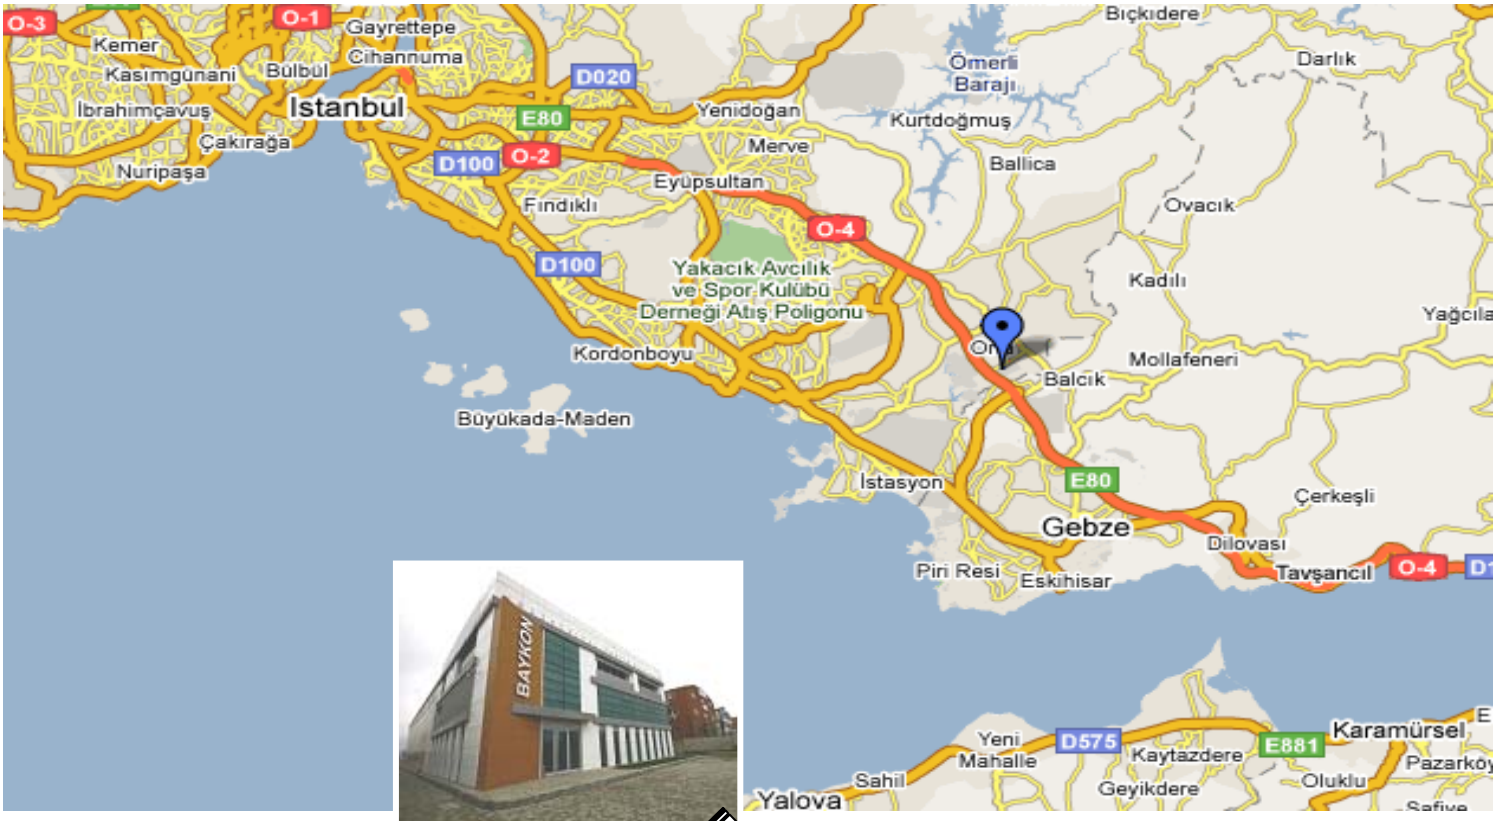 O-3
O-1
Gayrettepe
Bıçkıdere
Kemer
Cihannuma
Kasımgünani
Bülbül
D020
Ömerli
Barajı
Darlık
İbrahimçavuş
Istanbul
E80
Yenidoğan
Kurtdoğmuş
Çakırağa
Merve
D100
O-2
Ballıca
Nuripaşa
Eyüpsultan
Fındıklı
Ovacık
O-4
D100
Yakacık Avcılık
ve Spor Kulübü
Derneği Atış Poligonu
Kadılı
Yağcıla
Kordonboyu
Mollafeneri
Balcık
Büyükada-Maden
İstasyon
E80
Çerkeşli
Gebze
Dilovası
Piri Resi
Eskihisar
Tavşancıl
O-4
D1
BAYKON
Yeni
Mahalle
D575
Kaytazdere
E881
Karamürsel
E
Pazarköy
Sahil
Geyikdere
Oluklu
Yalova